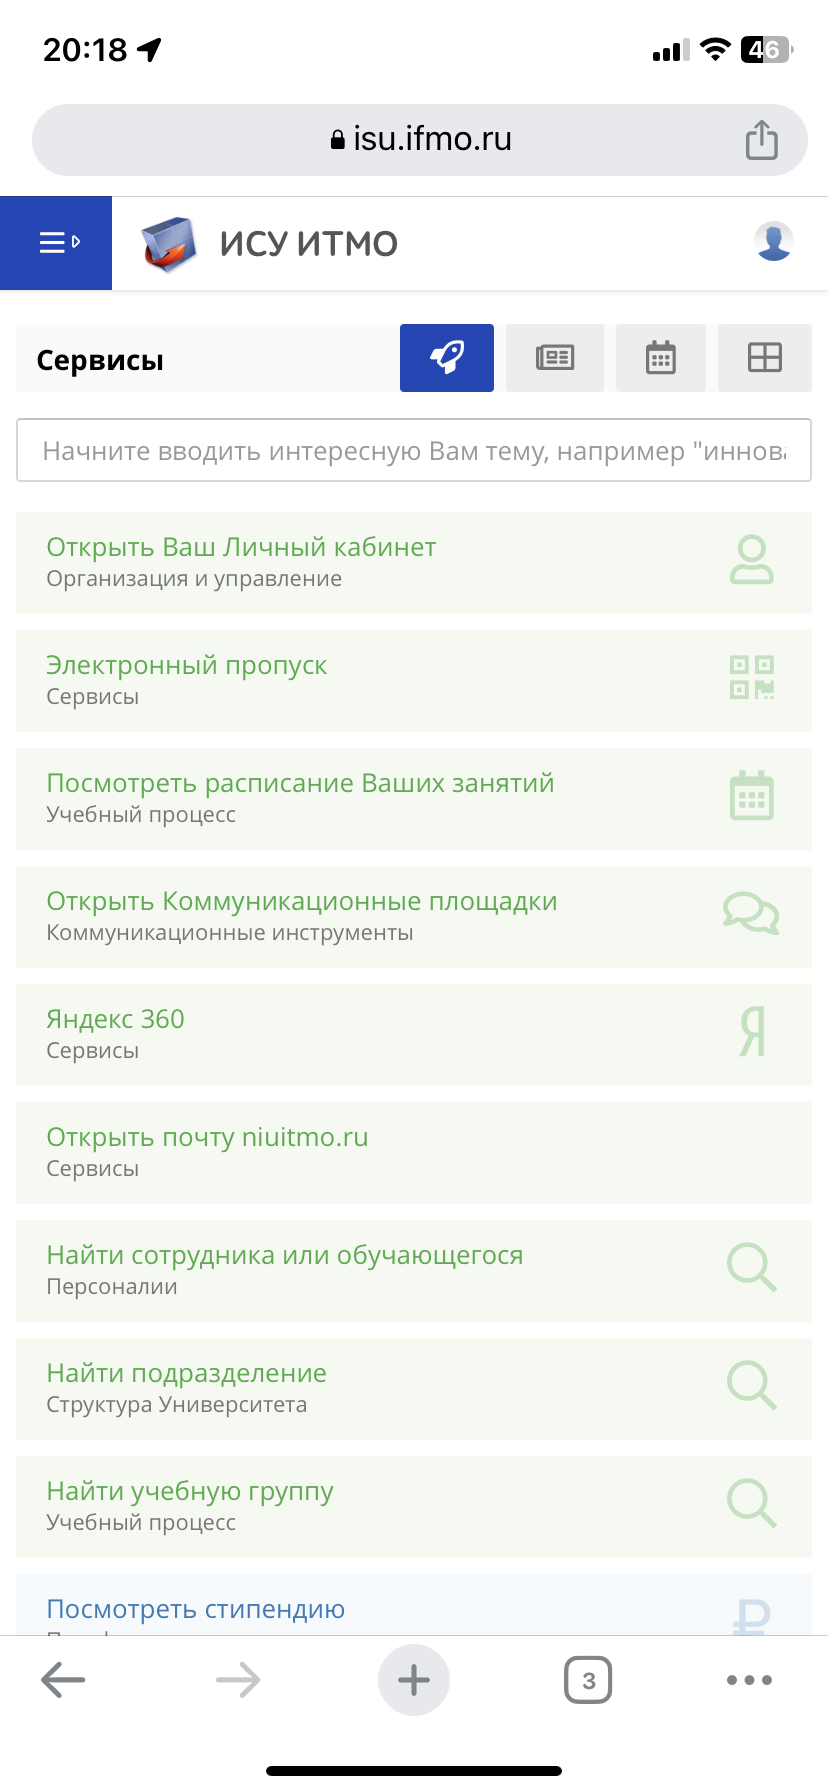 20:18
46
isu.ifmo.ru
ИСУ ИТМО
Сервисы
Начните вводить интересную Вам тему, например "иннова
Открыть Ваш Личный кабинет
Организация и управление
Электронный пропуск
Сервисы
Посмотреть расписание Ваших занятий
Учебный процесс
Открыть Коммуникационные площадки
Коммуникационные инструменты
Яндекс 360
Сервисы
Я
Открыть почту niuitmo.ru
Сервисы
Найти сотрудника или обучающегося
Персоналии
Найти подразделение
Структура Университета
Найти учебную группу
Учебный процесс
Посмотреть стипендию
₽
3